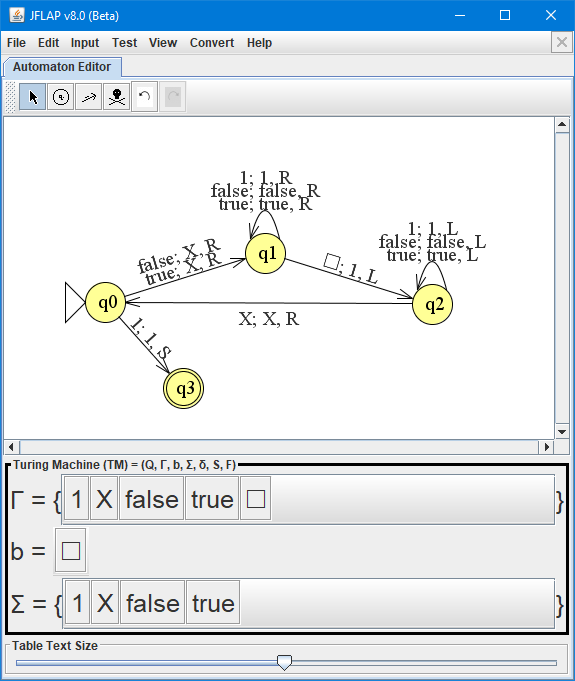 JFLAP v8.0 (Beta)
File Edit Input Test View Convert Help
Automaton Editor
1; 1, R
false; false, R
true; true, R
1; 1, L
false; false, L
true; true, L
false; X, R
true; X, R
q1
□; 1, L
q0
q2
X; X, R
1; 1, S
q3
Turing Machine (TM) = (Q, Γ, b, Σ, δ, S, F)
Γ = { 1 X false true □ }
b = □
Σ = { 1 X false true }
Table Text Size